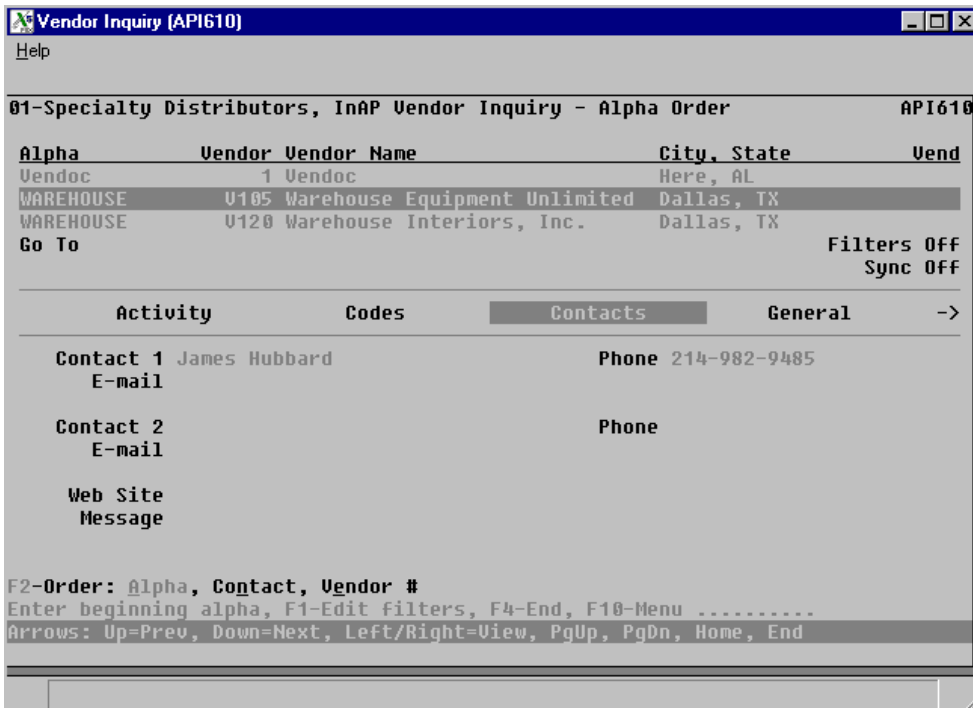 Vendor Inquiry (API610)
Help
01-Specialty Distributors, InAP Vendor Inquiry - Alpha Order API610
Alpha Vendor Vendor Name City, State Vend
Vendoc 1 Vendoc Here, AL
WAREHOUSE V105 Warehouse Equipment Unlimited Dallas, TX
WAREHOUSE V120 Warehouse Interiors, Inc. Dallas, TX
Go To Filters Off
Sync Off
Activity Codes Contacts General ->
Contact 1 James Hubbard Phone 214-982-9485
E-mail
Contact 2 Phone
E-mail
Web Site
Message
F2-Order: Alpha, Contact, Vendor #
Enter beginning alpha, F1-Edit filters, F4-End, F10-Menu ..........
Arrows: Up=Prev, Down=Next, Left/Right=View, PgUp, PgDn, Home, End